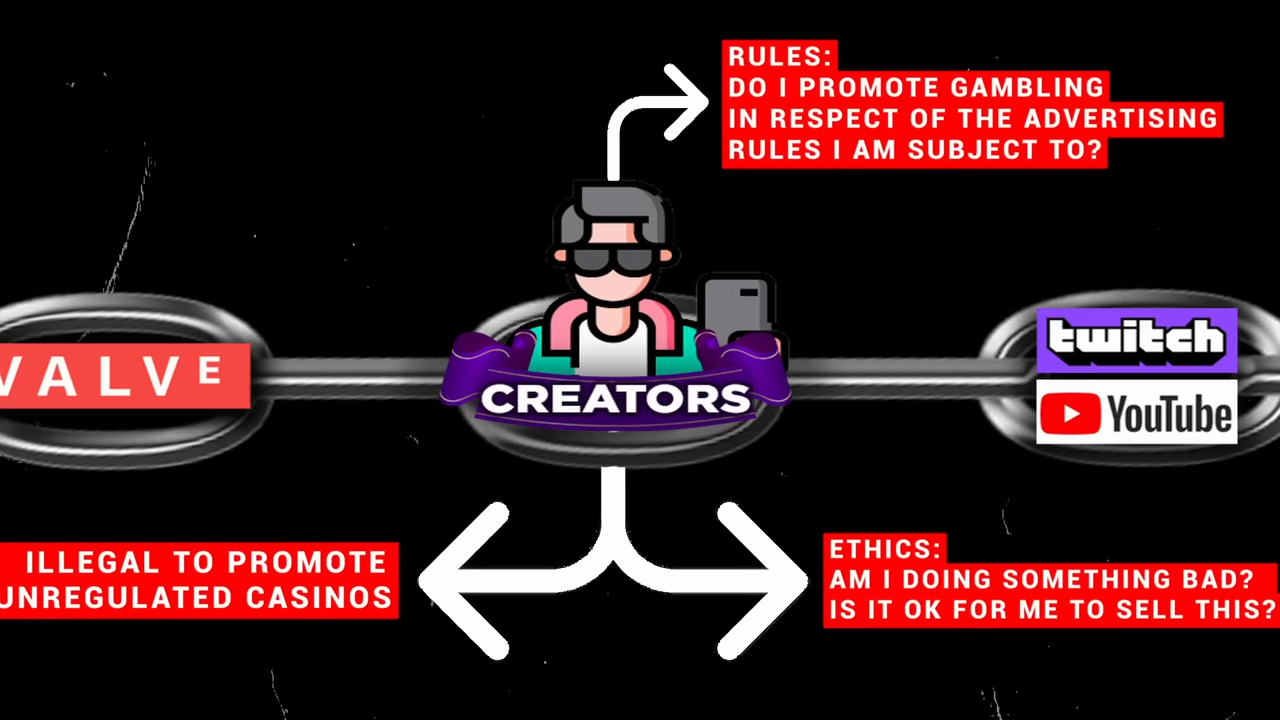 RULES:
DO I PROMOTE GAMBLING
IN RESPECT OF THE ADVERTISING
RULES I AM SUBJECT TO?
VALVE
CREATORS
twitch
YouTube
ILLEGAL TO PROMOTE
UNREGULATED CASINOS
ETHICS:
AM I DOING SOMETHING BAD?
IS IT OK FOR ME TO SELL THIS?